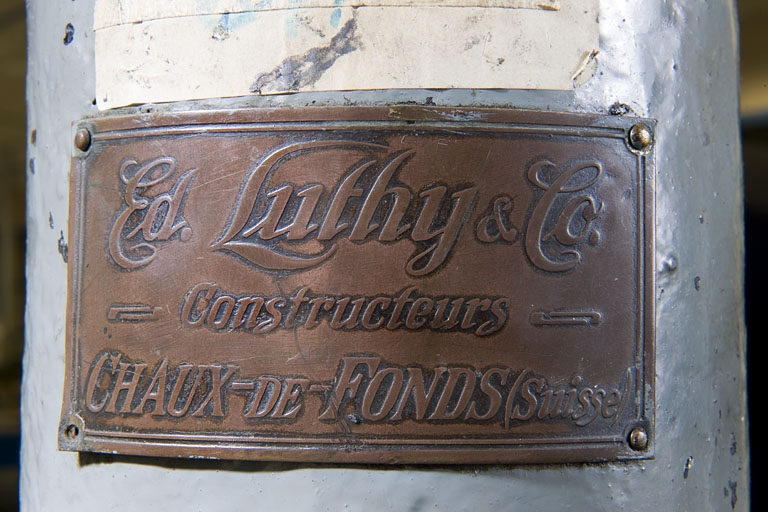 Ed. Luthy & Co.
Constructeurs
CHAUX-DE-FONDS (Suisse)